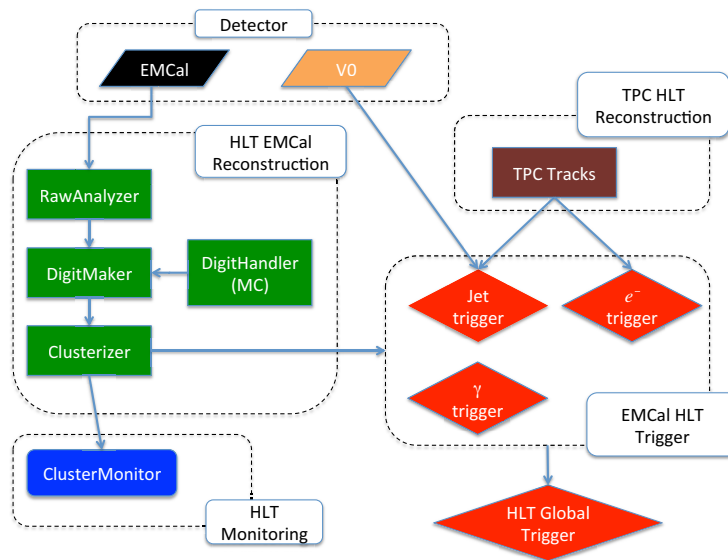 Detector
EMCal
V0
TPC HLT
Reconstruction
HLT EMCal
Reconstruction
TPC Tracks
RawAnalyzer
DigitMaker
DigitHandler
(MC)
Jet
trigger
e⁻
trigger
Clusterizer
γ
trigger
EMCal HLT
Trigger
ClusterMonitor
HLT
Monitoring
HLT Global
Trigger